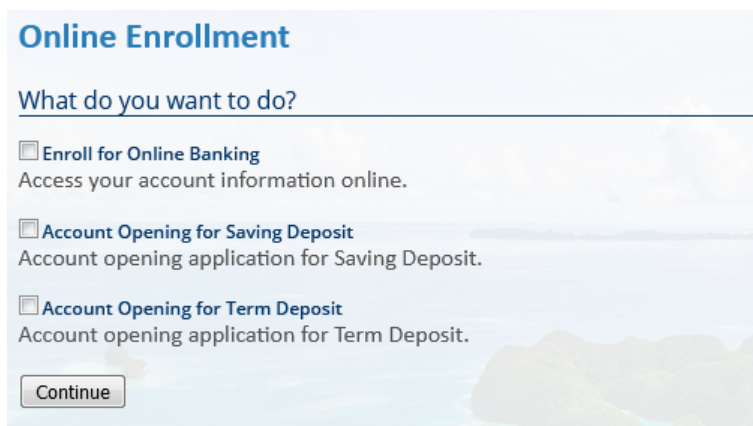 Online Enrollment
What do you want to do?
Enroll for Online Banking
Access your account information online.
Account Opening for Saving Deposit
Account opening application for Saving Deposit.
Account Opening for Term Deposit
Account opening application for Term Deposit.
Continue